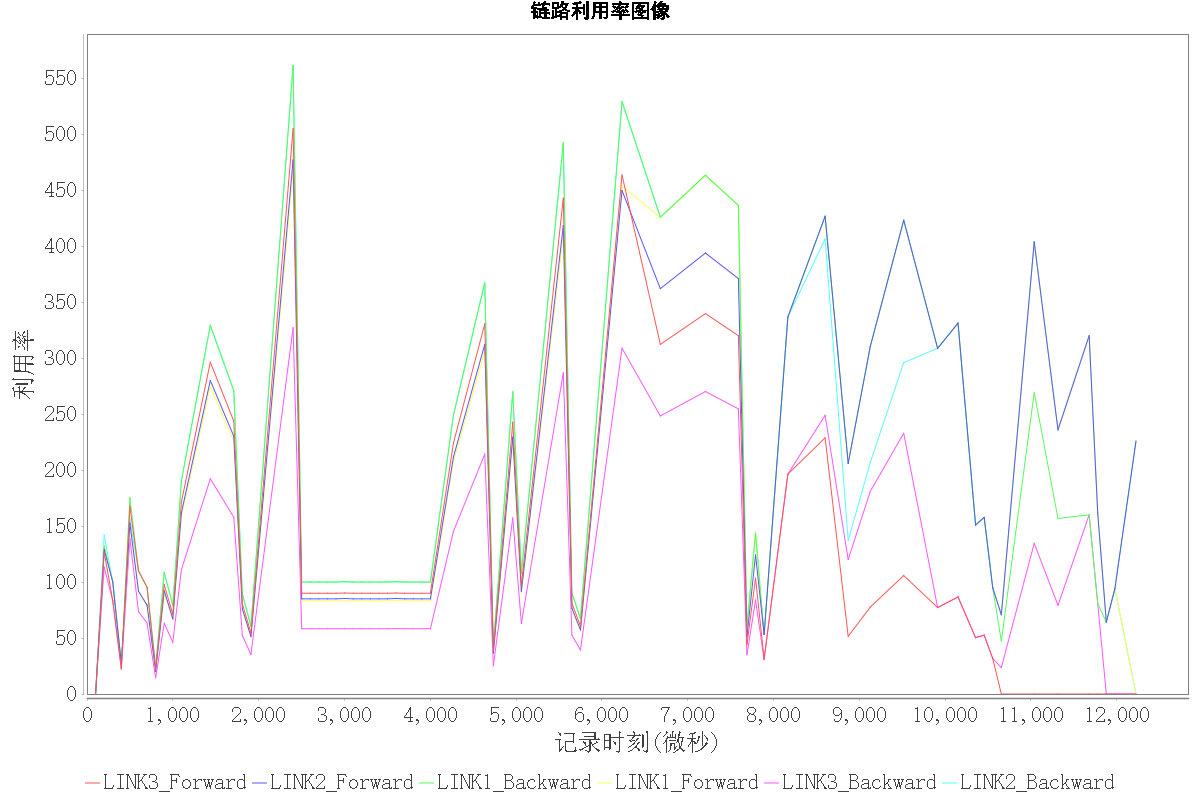 链路利用率图像
550
500
450
400
350
300
250
200
150
100
50
0
利用率
0 1,000 2,000 3,000 4,000 5,000 6,000 7,000 8,000 9,000 10,000 11,000 12,000
记录时刻(微秒)
LINK3_Forward LINK2_Forward LINK1_Backward LINK1_Forward LINK3_Backward LINK2_Backward